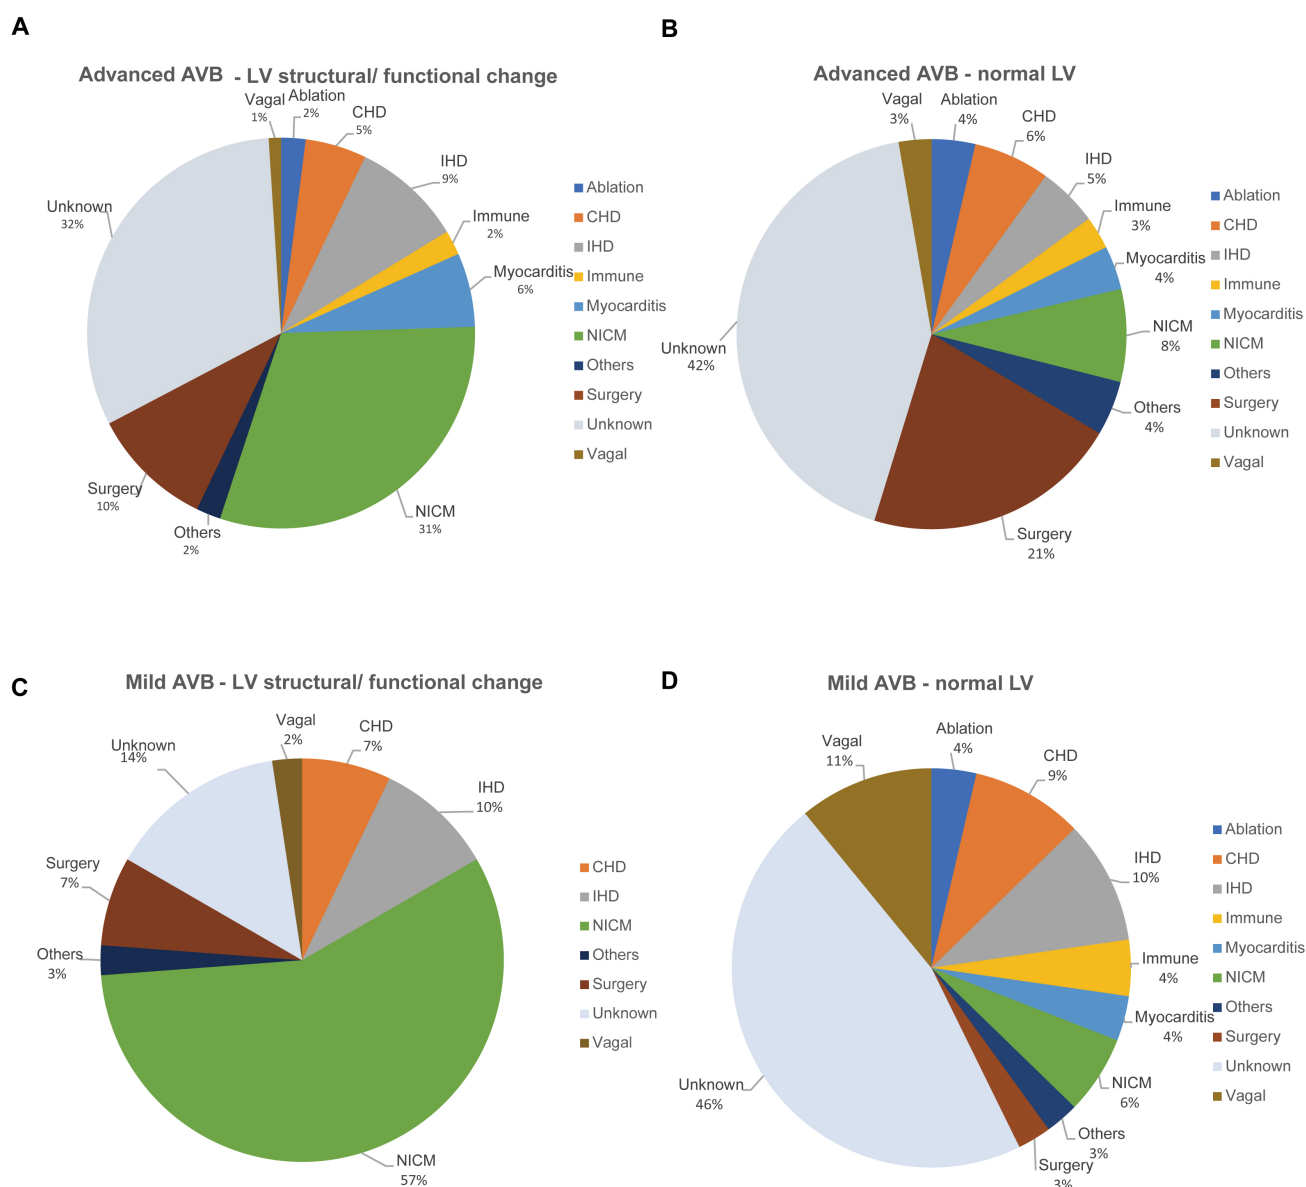 A
Advanced AVB - LV structural/ functional change
Vagal
1%
Ablation
2%
CHD
5%
IHD
9%
Immune
2%
Myocarditis
6%
NICM
31%
Others
2%
Surgery
10%
Unknown
32%
Ablation
CHD
IHD
Immune
Myocarditis
NICM
Others
Surgery
Unknown
Vagal
B
Advanced AVB - normal LV
Vagal
3%
Ablation
4%
CHD
6%
IHD
5%
Immune
3%
Myocarditis
4%
NICM
8%
Others
4%
Surgery
21%
Unknown
42%
Ablation
CHD
IHD
Immune
Myocarditis
NICM
Others
Surgery
Unknown
Vagal
C
Mild AVB - LV structural/ functional change
Vagal
2%
CHD
7%
IHD
10%
NICM
57%
Others
3%
Surgery
7%
Unknown
14%
CHD
IHD
NICM
Others
Surgery
Unknown
Vagal
D
Mild AVB - normal LV
Vagal
11%
Ablation
4%
CHD
9%
IHD
10%
Immune
4%
Myocarditis
4%
NICM
6%
Others
3%
Surgery
3%
Unknown
46%
Ablation
CHD
IHD
Immune
Myocarditis
NICM
Others
Surgery
Unknown
Vagal